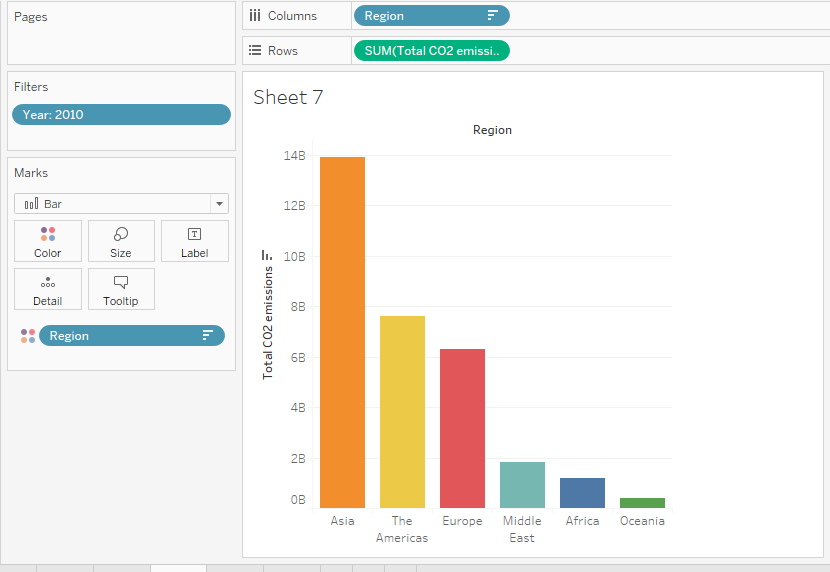 Pages
Columns
Region
Rows
SUM(Total CO2 emissi..
Filters
Year: 2010
Marks
Bar
Color
Size
Label
Detail
Tooltip
Region
Sheet 7
Region
14B
12B
10B
8B
6B
4B
2B
0B
Total CO2 emissions
Asia
The
Americas
Europe
Middle
East
Africa
Oceania